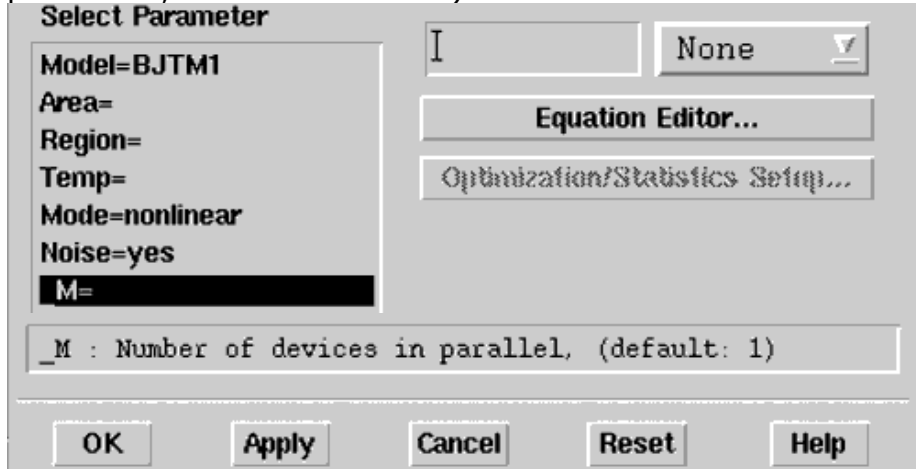 Select Parameter
Model=BJTM1
Area=
Region=
Temp=
Mode=nonlinear
Noise=yes
_M=
None
Equation Editor...
Optimization/Statistics Setup...
_M : Number of devices in parallel, (default: 1)
OK Apply Cancel Reset Help